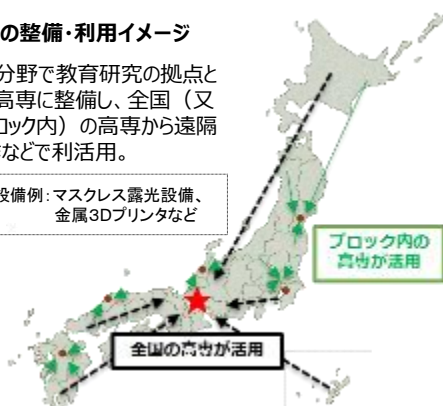 の整備・利用イメージ
分野で教育研究の拠点と
高専に整備し、全国（又
ロック内）の高専から遠隔
などで利活用。
設備例：マスクレス露光設備、
金属3Dプリンタなど
ブロック内の
高専が活用
全国の高専が活用